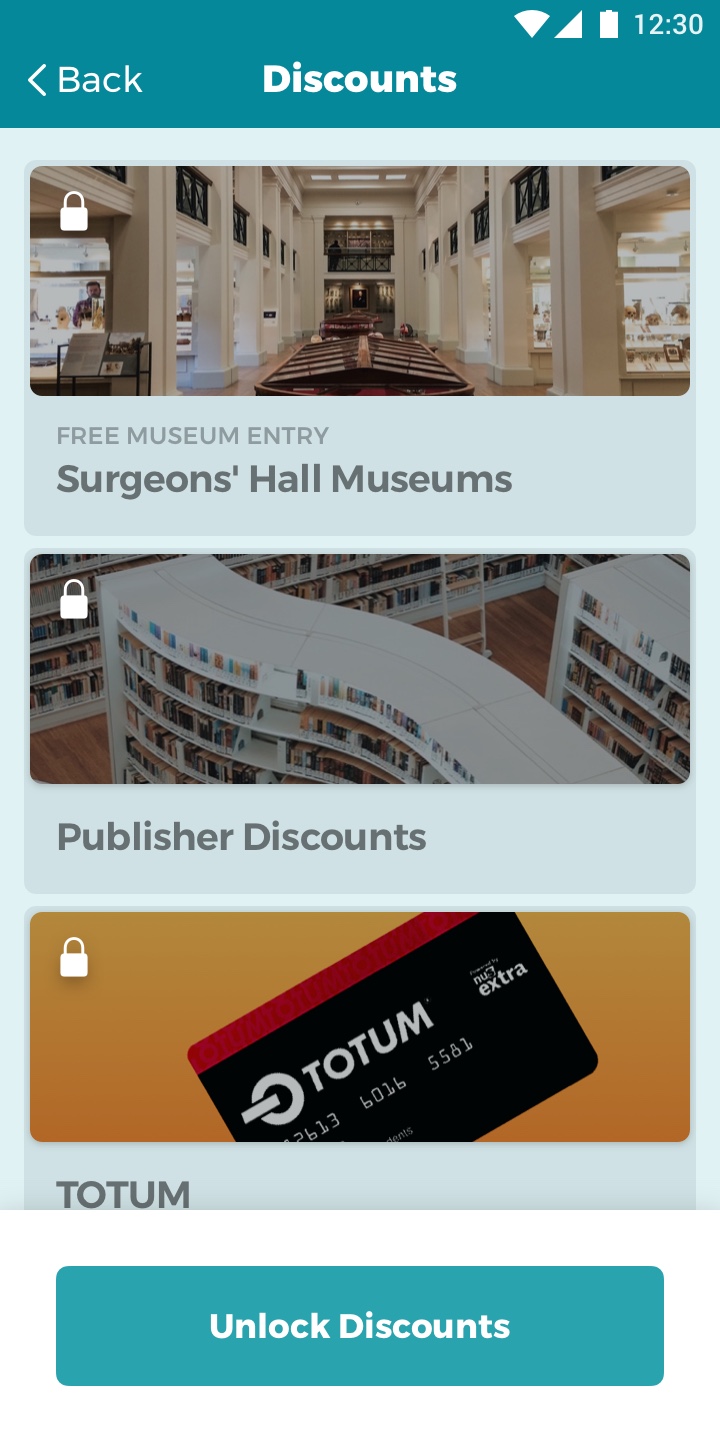 12:30
Back
Discounts
FREE MUSEUM ENTRY
Surgeons' Hall Museums
Publisher Discounts
TOTUM
Powered by
nus
extra
2613 6016 5581
TOTUM
Unlock Discounts